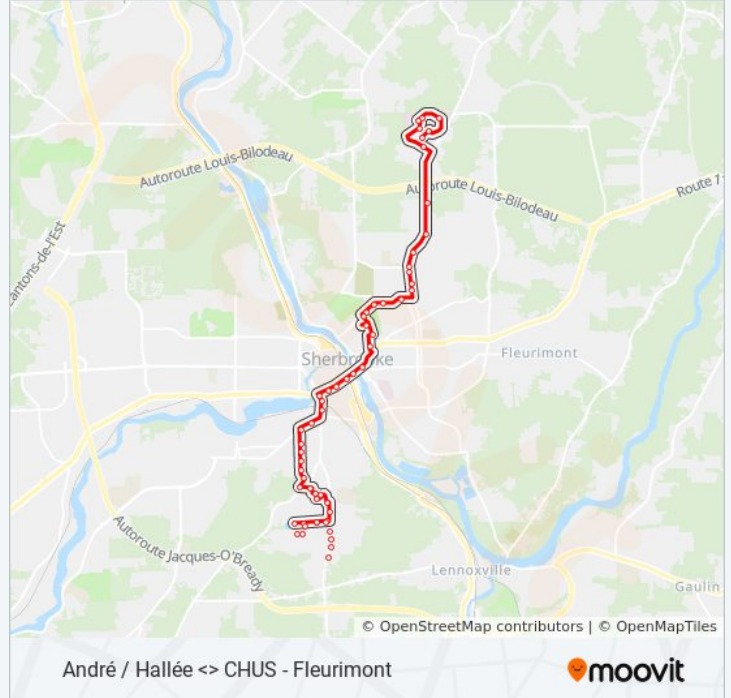 Autoroute Louis-Bilodeau
Autoroute Louis-Bilodeau
Route 1
antons-de-l'Est
Sherbrooke
Fleurimont
Autoroute Jacques-O'Bready
Lennoxville
Gaulin
© OpenStreetMap contributors | © OpenMapTiles
André / Hallée <> CHUS - Fleurimont
moovit